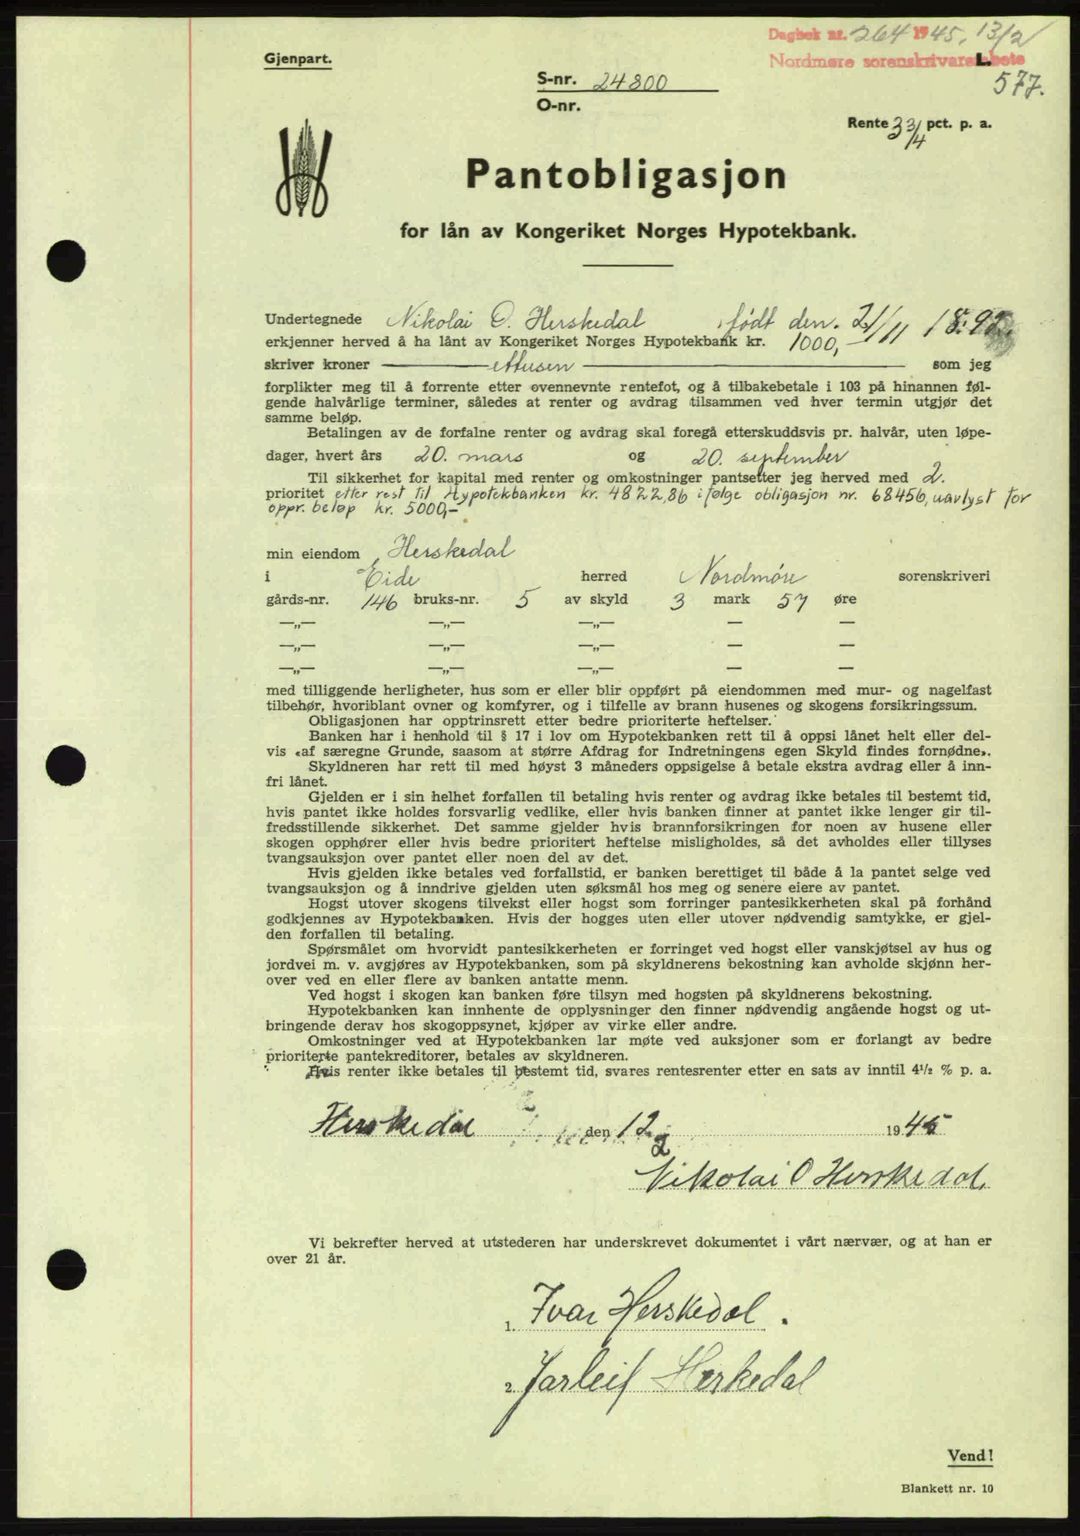 Dagbok nr. 264 1945, 13/2
Nordmøre sorenskrivarembete
L. 577.
Gjenpart.
S-nr. 24800
O-nr.
Rente 3 3/4 pct. p. a.
Pantobligasjon
for lån av Kongeriket Norges Hypotekbank.
Undertegnede Nikolai O. Herskedal født den. 21/11 1892
erkjenner herved å ha lånt av Kongeriket Norges Hypotekbank kr. 1000,-
skriver kroner ettusen som jeg
forplikter meg til å forrente etter ovennevnte rentefot, og å tilbakebetale i 103 på hinannen føl-
gende halvårlige terminer, således at renter og avdrag tilsammen ved hver termin utgjør det
samme beløp.
Betalingen av de forfalne renter og avdrag skal foregå etterskuddsvis pr. halvår, uten løpe-
dager, hvert års 20. mars og 20. september
Til sikkerhet for kapital med renter og omkostninger pantsetter jeg herved med 2.
prioritet etter rest til Hypotekbanken kr. 4822,86 ifølge obligasjon nr. 68456, uavlyst for
oppr. beløp kr. 5000,-
min eiendom Herskedal
i Eide herred Nordmøre sorenskriveri
gårds-nr. 146 bruks-nr. 5 av skyld 3 mark 57 øre
—„— —„— —„— — —
—„— —„— —„— — —
—„— —„— —„— — —
med tilliggende herligheter, hus som er eller blir oppført på eiendommen med mur- og nagelfast
tilbehør, hvoriblant ovner og komfyrer, og i tilfelle av brann husenes og skogens forsikringssum.
Obligasjonen har opptrinsrett etter bedre prioriterte heftelser.
Banken har i henhold til § 17 i lov om Hypotekbanken rett til å oppsi lånet helt eller del-
vis «af særegne Grunde, saasom at større Afdrag for Indretningens egen Skyld findes fornødne».
Skyldneren har rett til med høyst 3 måneders oppsigelse å betale ekstra avdrag eller å inn-
fri lånet.
Gjelden er i sin helhet forfallen til betaling hvis renter og avdrag ikke betales til bestemt tid,
hvis pantet ikke holdes forsvarlig vedlike, eller hvis banken finner at pantet ikke lenger gir til-
fredsstillende sikkerhet. Det samme gjelder hvis brannforsikringen for noen av husene eller
skogen opphører eller hvis bedre prioritert heftelse misligholdes, så det avholdes eller tillyses
tvangsauksjon over pantet eller noen del av det.
Hvis gjelden ikke betales ved forfallstid, er banken berettiget til både å la pantet selge ved
tvangsauksjon og å inndrive gjelden uten søksmål hos meg og senere eiere av pantet.
Hogst utover skogens tilvekst eller hogst som forringer pantesikkerheten skal på forhånd
godkjennes av Hypotekbanken. Hvis der hogges uten eller utover nødvendig samtykke, er gjel-
den forfallen til betaling.
Spørsmålet om hvorvidt pantesikkerheten er forringet ved hogst eller vanskjøtsel av hus og
jordvei m. v. avgjøres av Hypotekbanken, som på skyldnerens bekostning kan avholde skjønn her-
over ved en eller flere av banken antatte menn.
Ved hogst i skogen kan banken føre tilsyn med hogsten på skyldnerens bekostning.
Hypotekbanken kan innhente de opplysninger den finner nødvendig angående hogst og ut-
bringende derav hos skogoppsynet, kjøper av virke eller andre.
Omkostninger ved at Hypotekbanken lar møte ved auksjoner som er forlangt av bedre
prioriterte pantekreditorer, betales av skyldneren.
Hvis renter ikke betales til bestemt tid, svares rentesrenter etter en sats av inntil 4½ % p. a.
Herskedal den 12/2 1945
Nikolai O Herskedal.
Vi bekrefter herved at utstederen har underskrevet dokumentet i vårt nærvær, og at han er
over 21 år.
1. Ivar Herskedal.
2. Jarleif Herkedal
Vend!
Blankett nr. 10